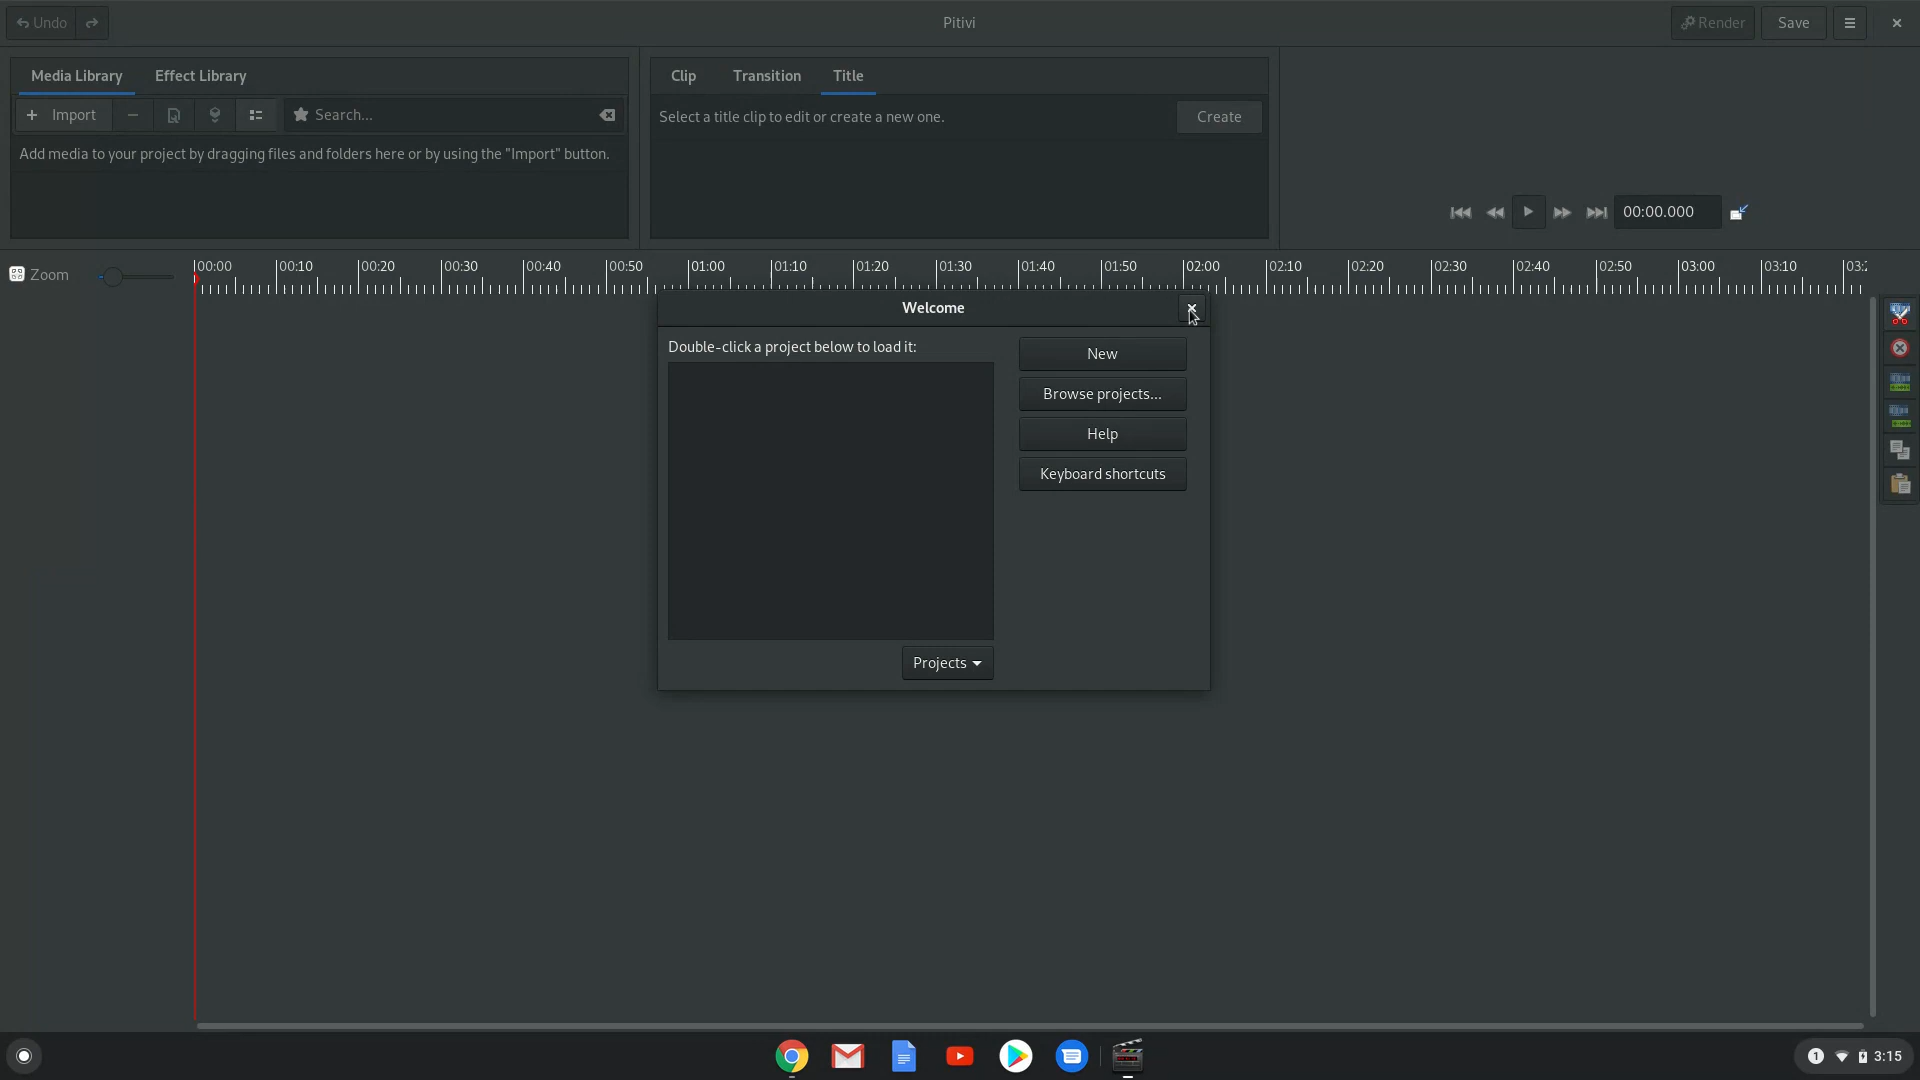 Undo
Pitivi
Render
Save
Media Library
Effect Library
Clip
Transition
Title
Import
Search...
Select a title clip to edit or create a new one.
Create
Add media to your project by dragging files and folders here or by using the "Import" button.
00:00.000
Zoom
00:00
00:10
00:20
00:30
00:40
00:50
01:00
01:10
01:20
01:30
01:40
01:50
02:00
02:10
02:20
02:30
02:40
02:50
03:00
03:10
Welcome
Double-click a project below to load it:
New
Browse projects...
Help
Keyboard shortcuts
Projects
1
3:15